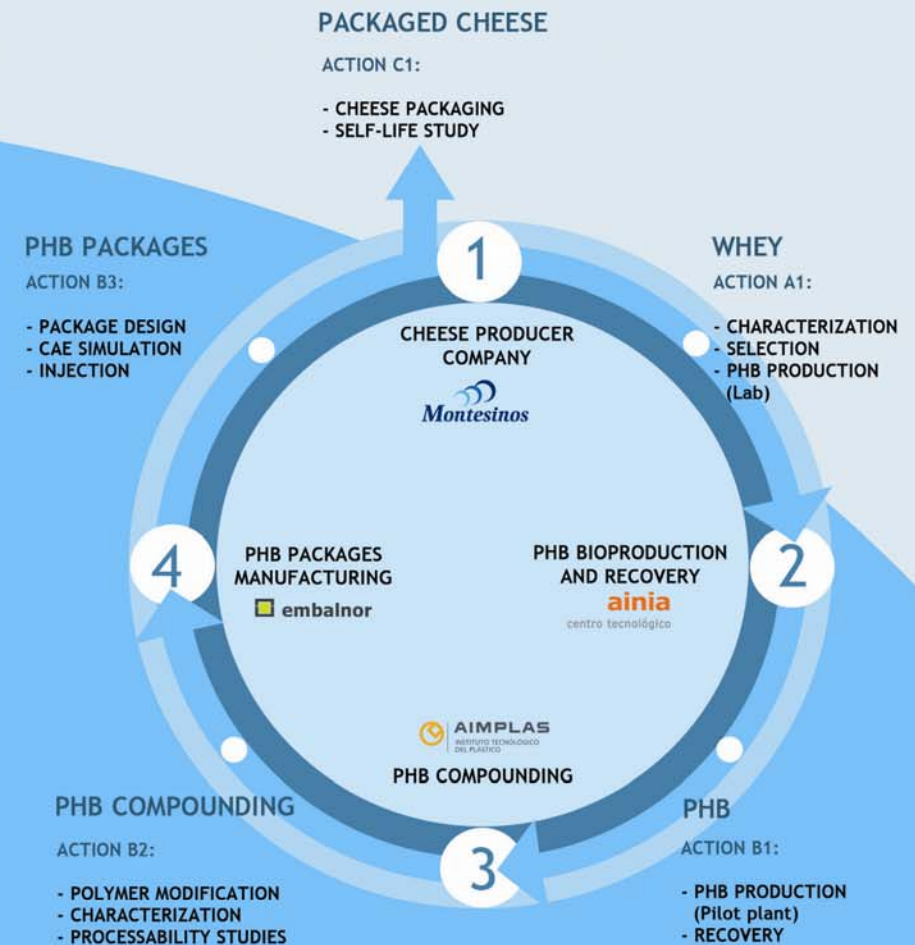 PACKAGED CHEESE
ACTION C1:
- CHEESE PACKAGING
- SELF-LIFE STUDY
PHB PACKAGES
ACTION B3:
- PACKAGE DESIGN
- CAE SIMULATION
- INJECTION
WHEY
ACTION A1:
- CHARACTERIZATION
- SELECTION
- PHB PRODUCTION
(Lab)
1
CHEESE PRODUCER
COMPANY
Montesinos
2
PHB BIOPRODUCTION
AND RECOVERY
ainia
centro tecnológico
4
PHB PACKAGES
MANUFACTURING
embalnor
AIMPLAS
INSTITUTO TECNOLÓGICO
DEL PLÁSTICO
PHB COMPOUNDING
3
PHB COMPOUNDING
ACTION B2:
- POLYMER MODIFICATION
- CHARACTERIZATION
- PROCESSABILITY STUDIES
PHB
ACTION B1:
- PHB PRODUCTION
(Pilot plant)
- RECOVERY